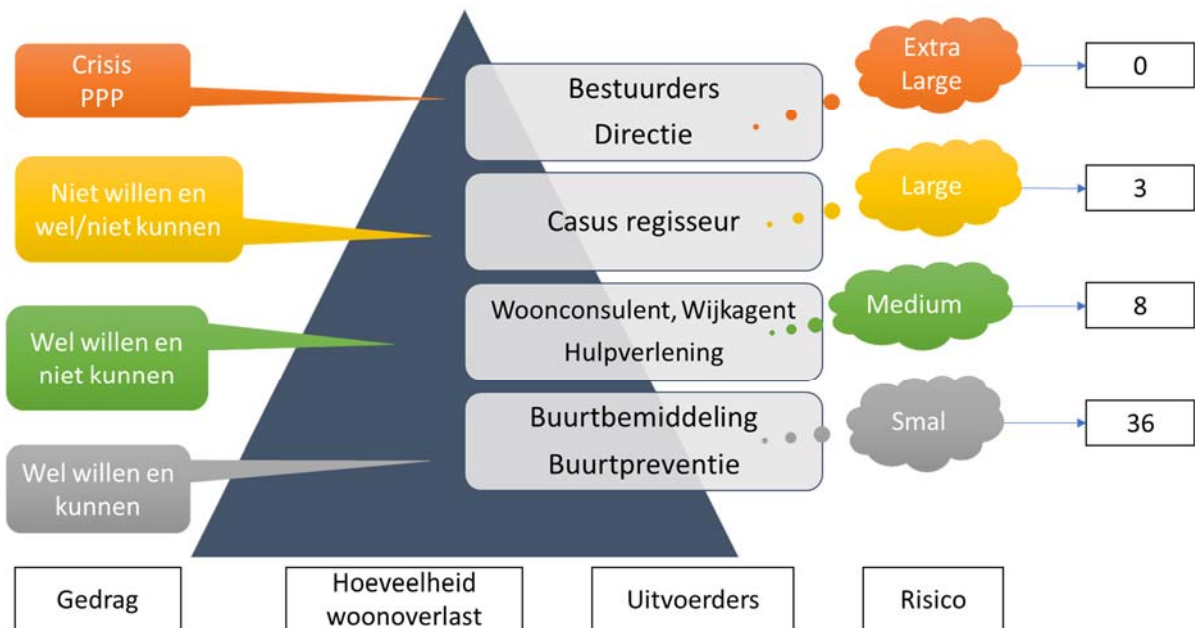 Crisis
PPP
Bestuurders
Directie
Extra
Large
0
Niet willen en
wel/niet kunnen
Casus regisseur
Large
3
Wel willen en
niet kunnen
Woonconsulent, Wijkagent
Hulpverlening
Medium
8
Wel willen en
kunnen
Buurtbemiddeling
Buurtpreventie
Smal
36
Gedrag
Hoeveelheid
woonoverlast
Uitvoerders
Risico